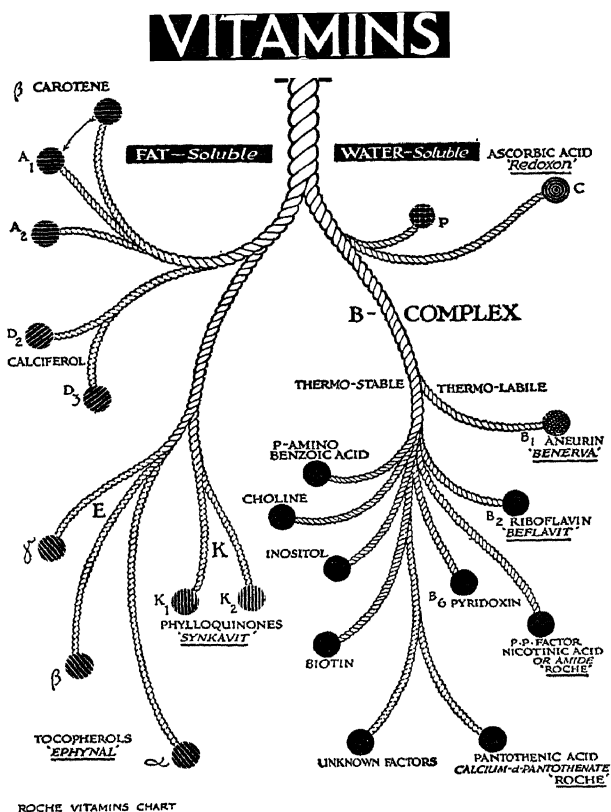 VITAMINS
β CAROTENE
A1
A2
FAT-Soluble
WATER-Soluble
ASCORBIC ACID
"Redoxon"
C
P
D2
CALCIFEROL
D3
B-COMPLEX
THERMO-STABLE
THERMO-LABILE
B1 ANEURIN
"BENERVA"
P-AMINO
BENZOIC ACID
CHOLINE
INOSITOL
BIOTIN
B2 RIBOFLAVIN
"BEFLAVIT"
B6 PYRIDOXIN
P.P. FACTOR
NICOTINIC ACID
OR AMIDE
"ROCHE"
E
γ
β
α
TOCOPHEROLS
"EPHYNAL"
K
K1
K2
PHYLLOQUINONES
"SYNKAVIT"
UNKNOWN FACTORS
PANTOTHENIC ACID
CALCIUM-d-PANTOTHENATE
"ROCHE"
ROCHE VITAMINS CHART